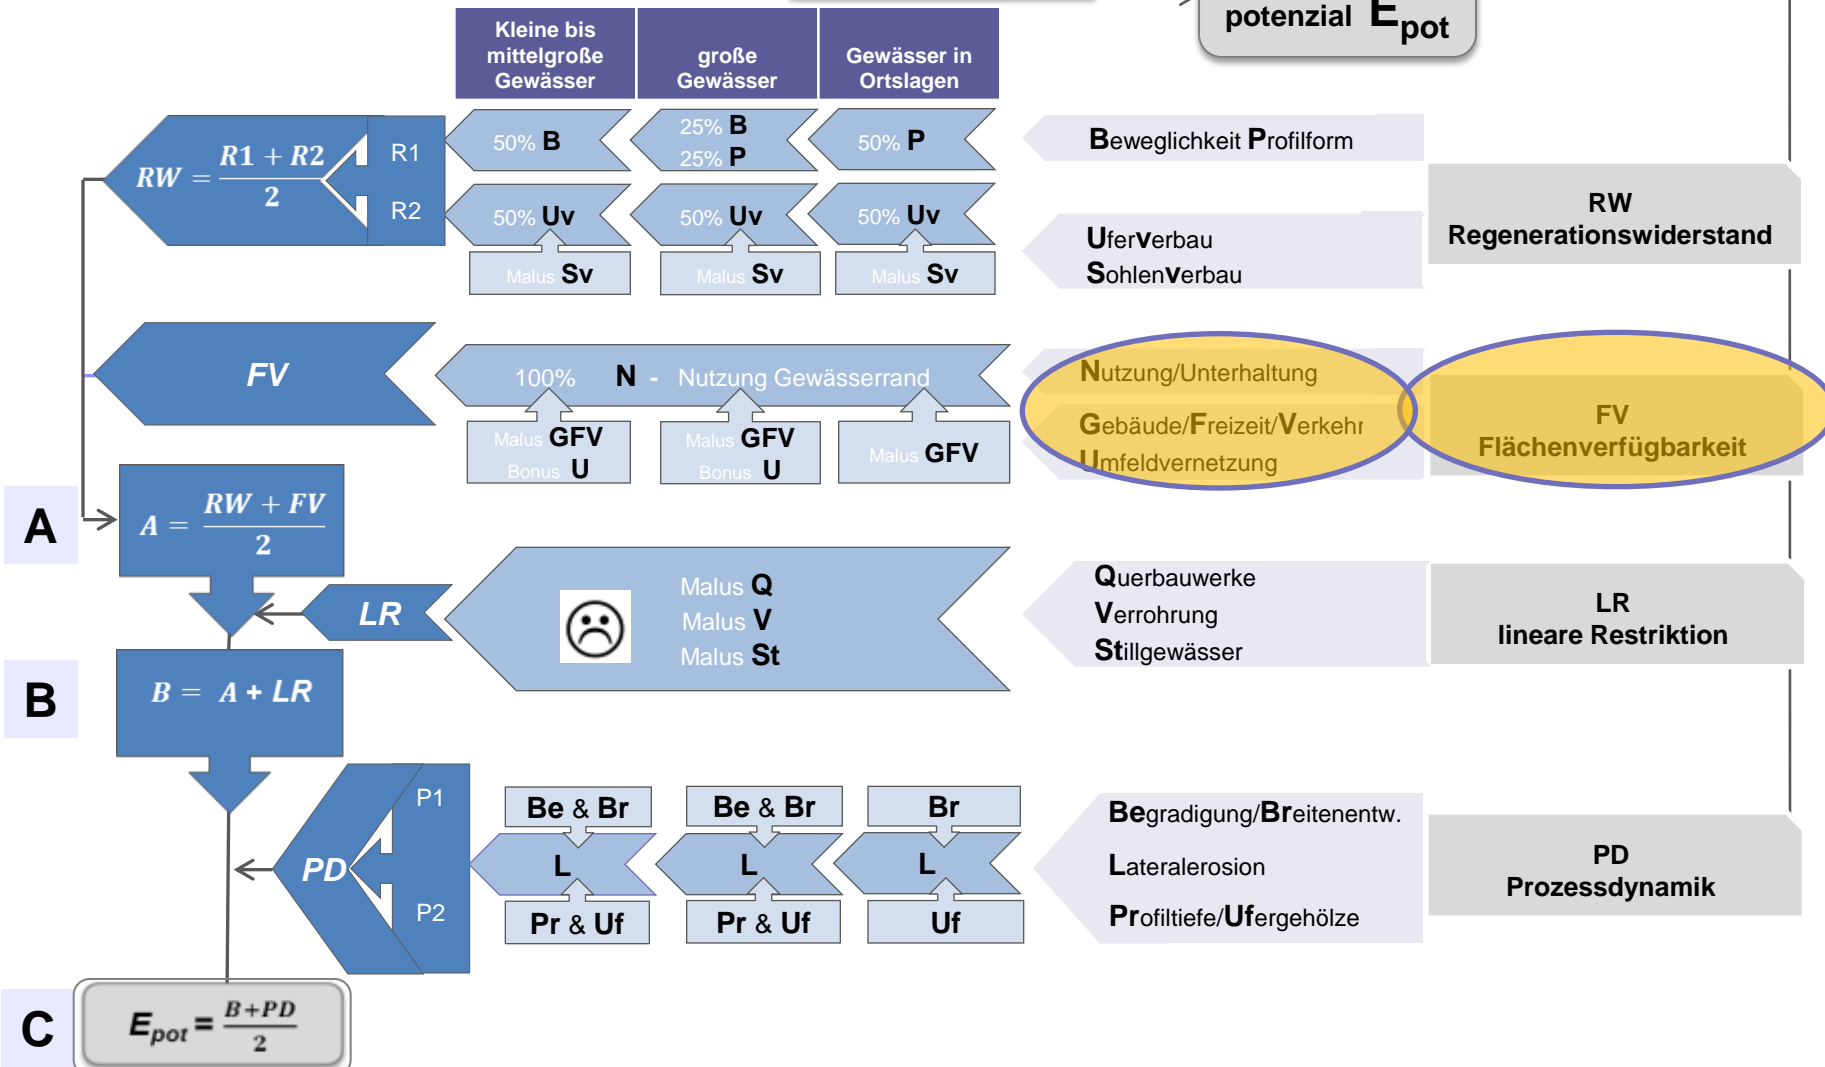 potenzial Epot
Kleine bis
mittelgroße
Gewässer
große
Gewässer
Gewässer in
Ortslagen
RW = R1 + R2 / 2
R1
R2
50% B
25% B
25% P
50% P
Beweglichkeit Profilform
50% Uv
50% Uv
50% Uv
Malus Sv
Malus Sv
Malus Sv
Uferverbau
Sohlenverbau
RW
Regenerationswiderstand
FV
100% N - Nutzung Gewässerrand
Malus GFV
Bonus U
Malus GFV
Bonus U
Malus GFV
Nutzung/Unterhaltung
Gebäude/Freizeit/Verkehr
Umfeldvernetzung
FV
Flächenverfügbarkeit
A
A = RW + FV / 2
LR
Malus Q
Malus V
Malus St
Querbauwerke
Verrohrung
Stillgewässer
LR
lineare Restriktion
B
B = A + LR
PD
P1
P2
Be & Br
Be & Br
Br
L
L
L
Pr & Uf
Pr & Uf
Uf
Begradigung/Breitenentw.
Lateralerosion
Profiltiefe/Ufergehölze
PD
Prozessdynamik
C
Epot = B+PD / 2